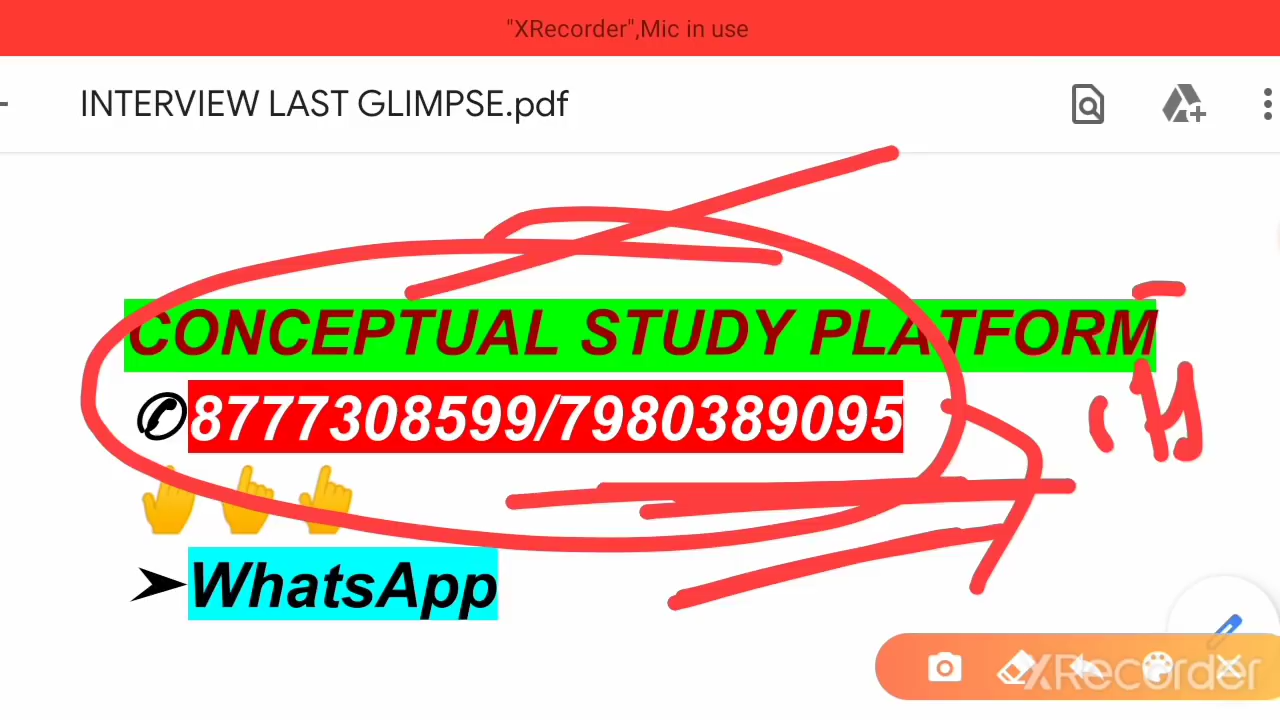 "XRecorder",Mic in use
INTERVIEW LAST GLIMPSE.pdf
CONCEPTUAL STUDY PLATFORM
✆8777308599/7980389095
➤WhatsApp
XRecorder